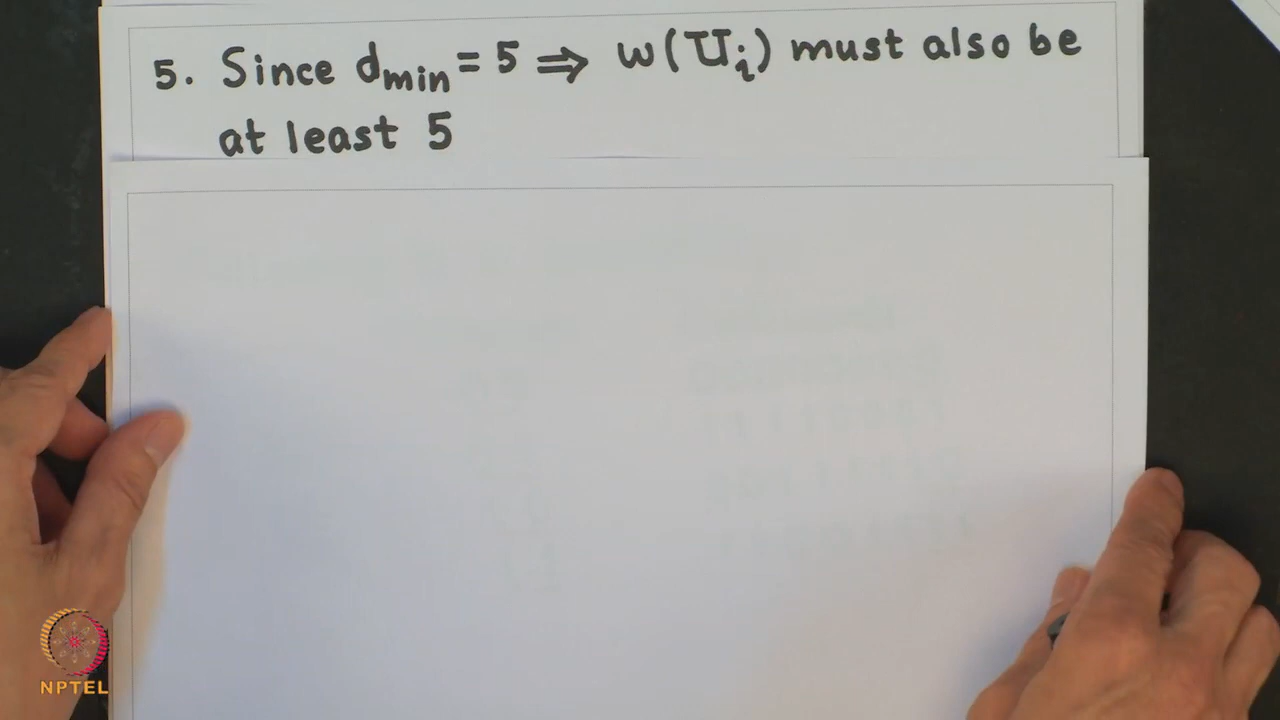 5. Since dmin = 5 ⇒ w(Ui) must also be
at least 5
NPTEL